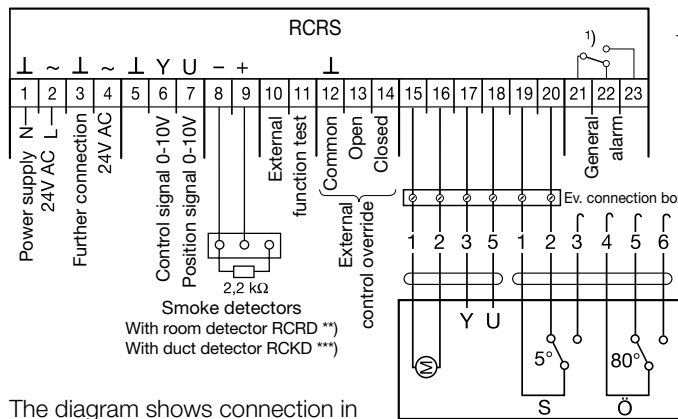 RCRS
⊥ ~ ⊥ ~ ⊥ Y U − + ⊥ 1)
1 2 3 4 5 6 7 8 9 10 11 12 13 14 15 16 17 18 19 20 21 22 23
Power supply N
24V AC L
Further connection
24V AC
Control signal 0-10V
Position signal 0-10V
External
function test
Common
Open
Closed
External
control override
General
alarm
Ev. connection box
1 2 3 5 1 2 3 4 5 6
2,2 kΩ
Smoke detectors
With room detector RCRD **)
With duct detector RCKD ***)
Y U
M
5° 80°
S Ö
The diagram shows connection in